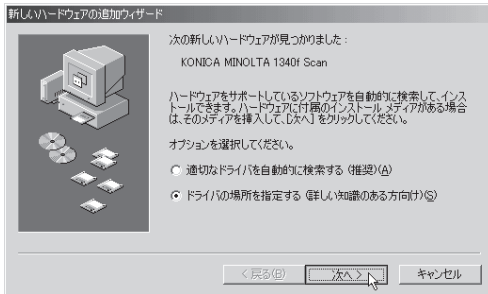 新しいハードウェアの追加ウィザード
次の新しいハードウェアが見つかりました :
KONICA MINOLTA 1340f Scan
ハードウェアをサポートしているソフトウェアを自動的に検索して、インス
トールできます。ハードウェアに付属のインストール メディアがある場合
は、そのメディアを挿入して、[次へ] をクリックしてください。
オプションを選択してください。
適切なドライバを自動的に検索する (推奨)(A)
ドライバの場所を指定する (詳しい知識のある方向け)(S)
< 戻る(B) 次へ > キャンセル